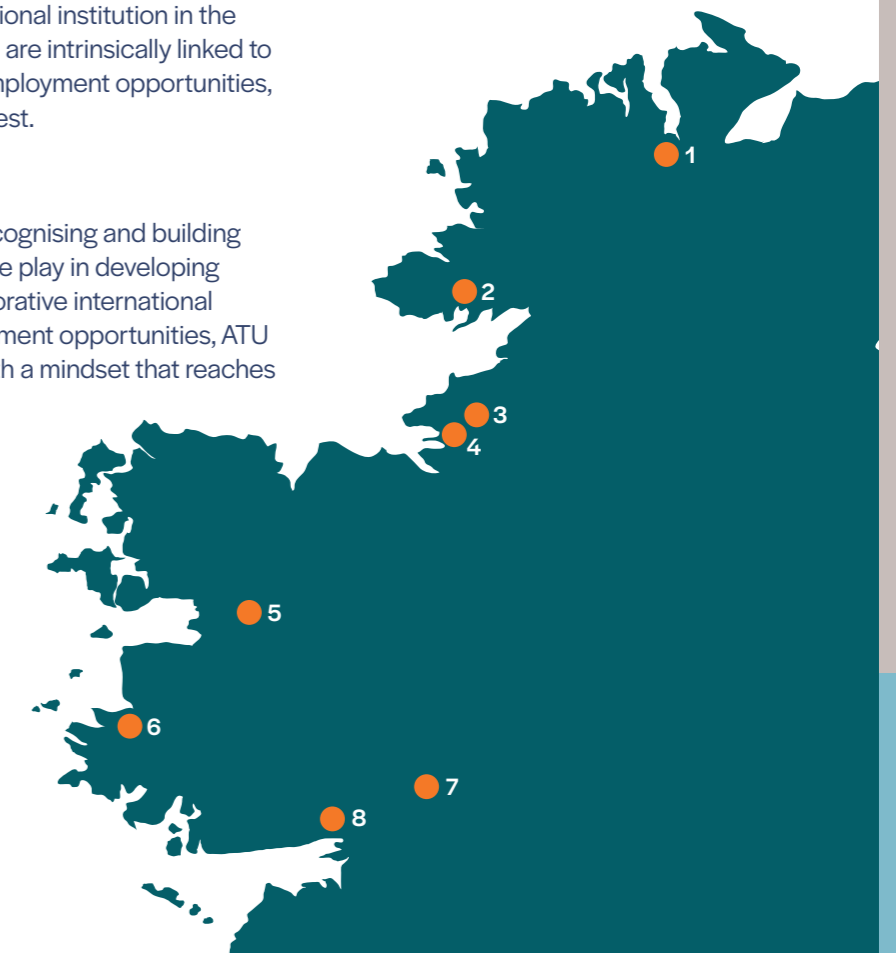 ional institution in the
are intrinsically linked to
nployment opportunities,
est.
cognising and building
e play in developing
orative international
ment opportunities, ATU
h a mindset that reaches
1
2
3
4
5
6
7
8